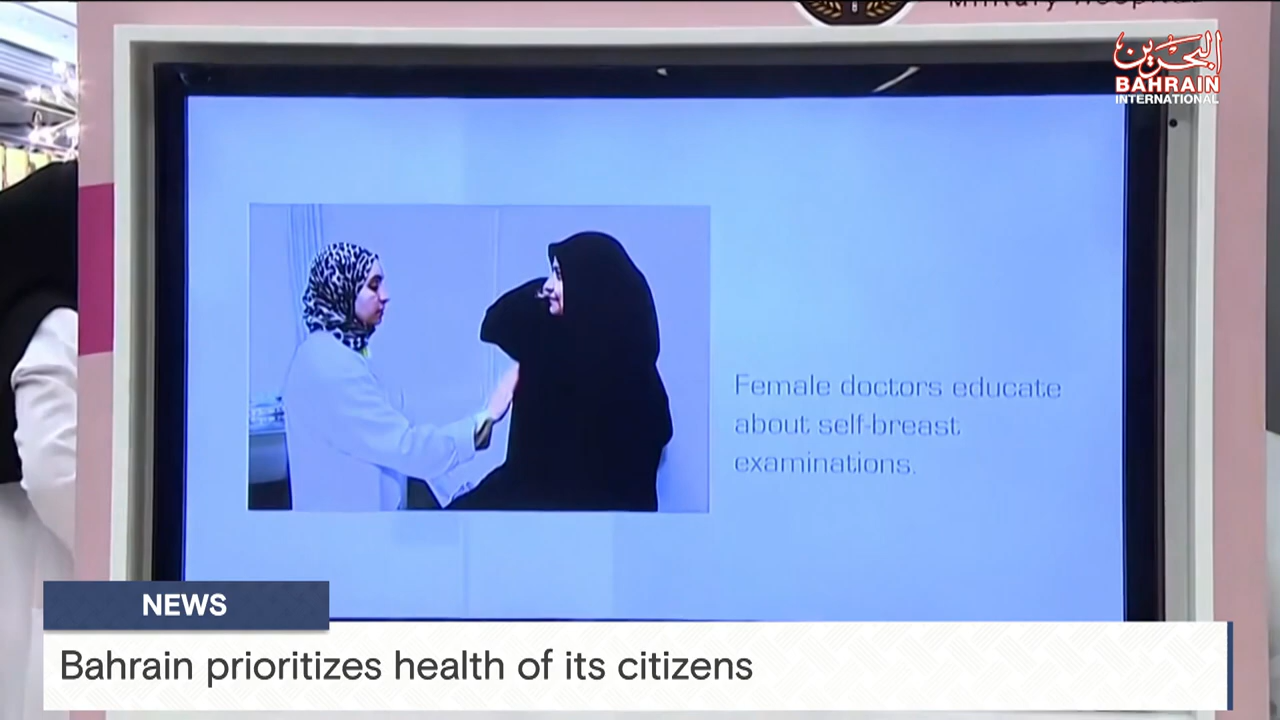 البحرين
BAHRAIN
INTERNATIONAL
Female doctors educate
about self-breast
examinations.
NEWS
Bahrain prioritizes health of its citizens